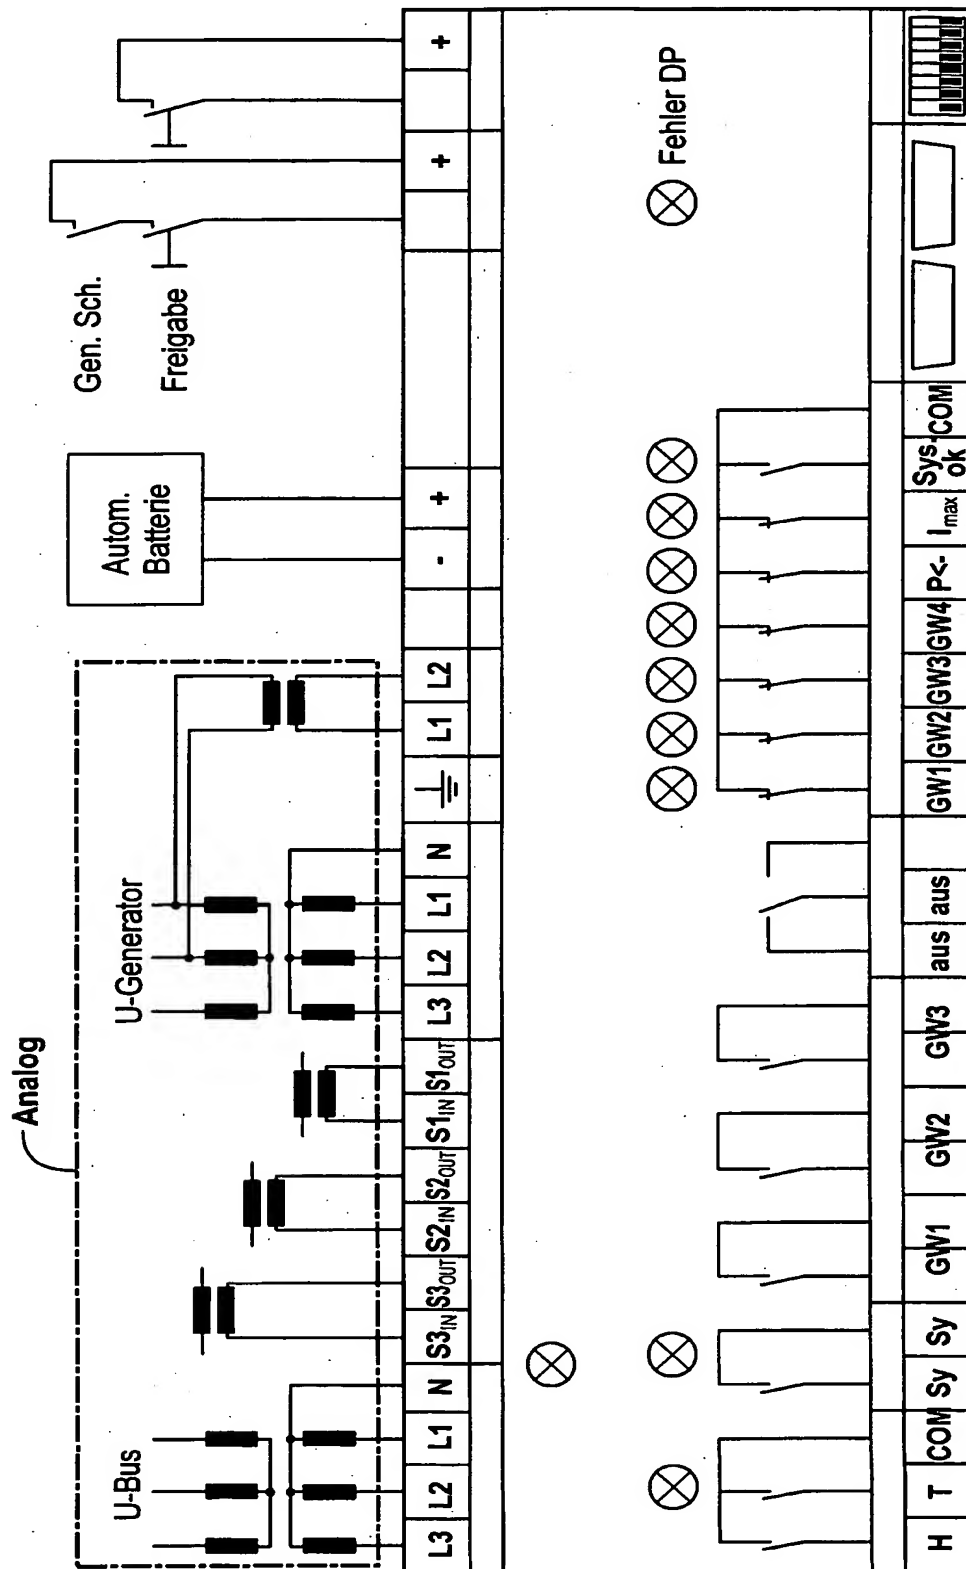 Analog
U-Bus
U-Generator
Autom.
Batterie
Gen. Sch.
Freigabe
L3 L2 L1 N S3IN S3OUT S2IN S2OUT S1IN S1OUT L3 L2 L1 N L1 L2 - + + +
Fehler DP
H T COM Sy Sy GW1 GW2 GW3 aus aus GW1 GW2 GW3 GW4 P<- Imax Sys-ok COM